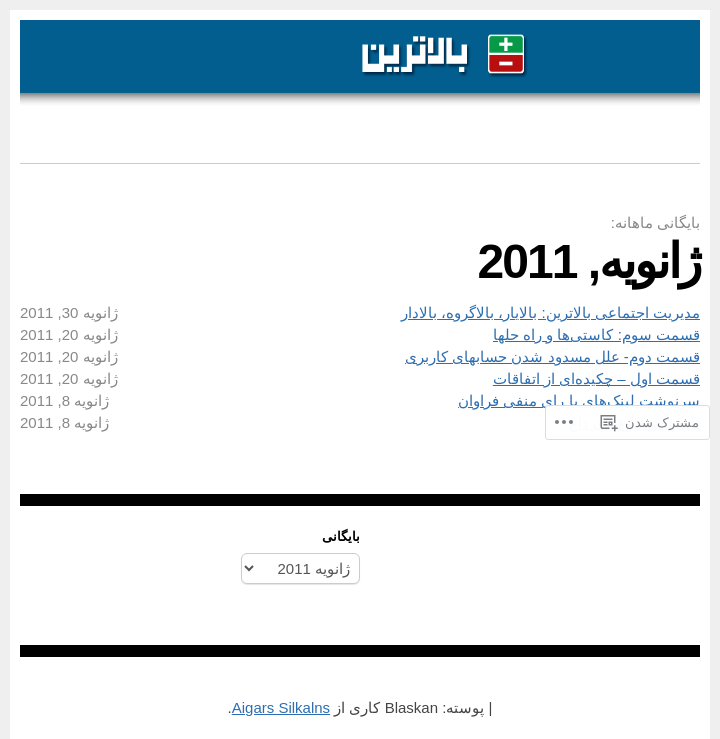 بالاترین
بایگانی ماهانه:
ژانویه, 2011
مدیریت اجتماعی بالاترین: بالایار، بالاگروه، بالادار ژانویه 30, 2011
قسمت سوم: کاستی‌ها و راه حلها ژانویه 20, 2011
قسمت دوم- علل مسدود شدن حسابهای کاربری ژانویه 20, 2011
قسمت اول – چکیده‌ای از اتفاقات ژانویه 20, 2011
سرنوشت لینک‌های با رای منفی فراوان ژانویه 8, 2011
ژانویه 8, 2011
مشترک شدن
بایگانی
ژانویه 2011
| پوسته: Blaskan کاری از Aigars Silkalns.